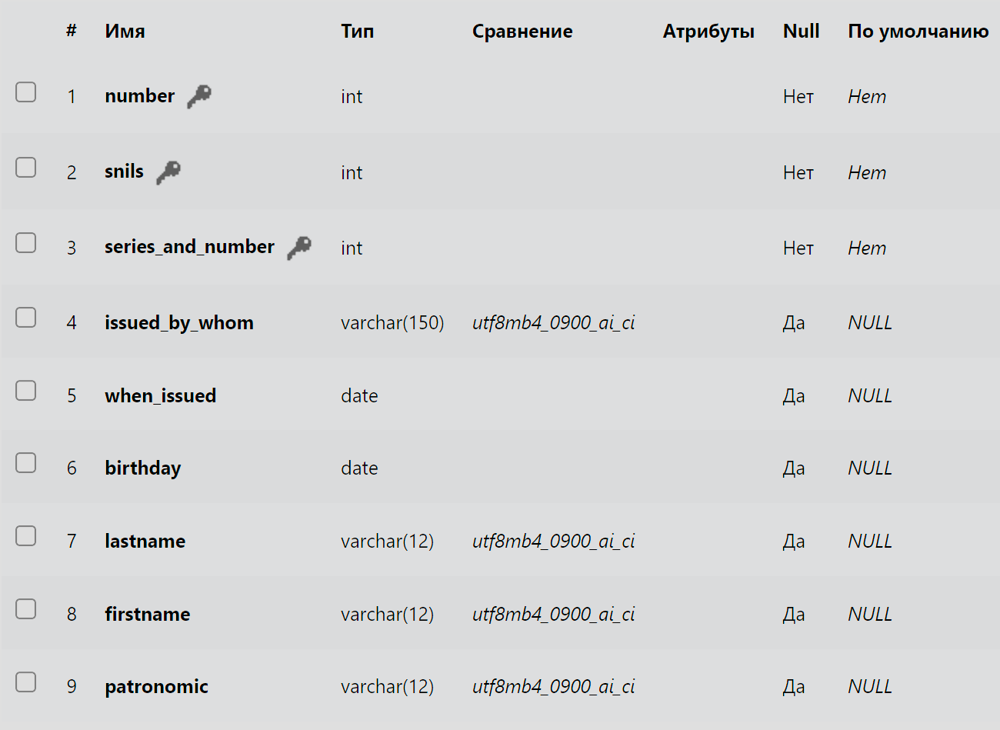 # Имя Тип Сравнение Атрибуты Null По умолчанию
1 number int Нет Нет
2 snils int Нет Нет
3 series_and_number int Нет Нет
4 issued_by_whom varchar(150) utf8mb4_0900_ai_ci Да NULL
5 when_issued date Да NULL
6 birthday date Да NULL
7 lastname varchar(12) utf8mb4_0900_ai_ci Да NULL
8 firstname varchar(12) utf8mb4_0900_ai_ci Да NULL
9 patronomic varchar(12) utf8mb4_0900_ai_ci Да NULL